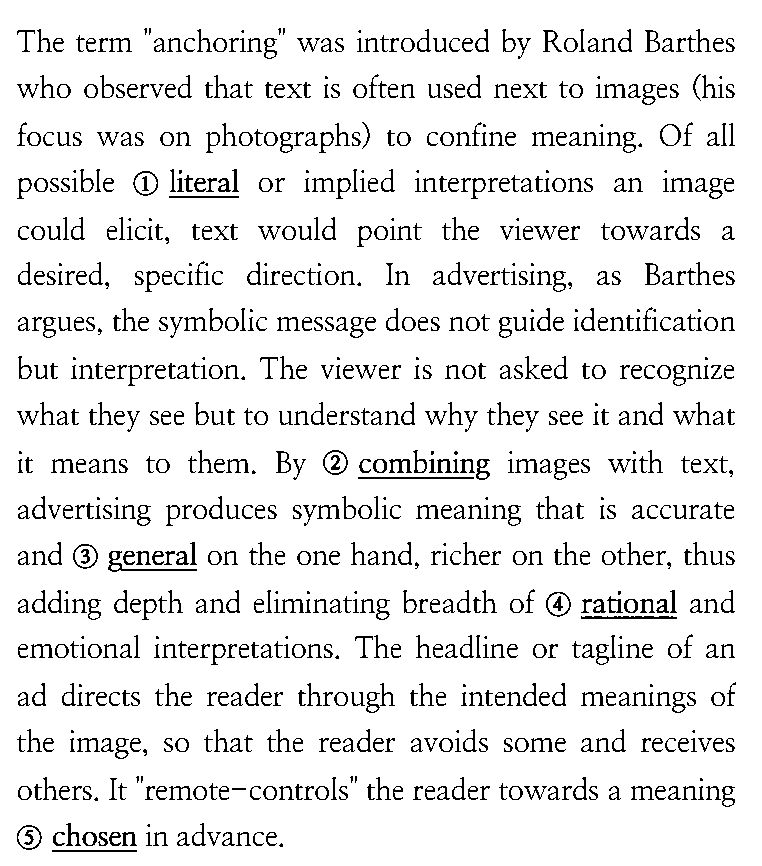 The term "anchoring" was introduced by Roland Barthes
who observed that text is often used next to images (his
focus was on photographs) to confine meaning. Of all
possible ① literal or implied interpretations an image
could elicit, text would point the viewer towards a
desired, specific direction. In advertising, as Barthes
argues, the symbolic message does not guide identification
but interpretation. The viewer is not asked to recognize
what they see but to understand why they see it and what
it means to them. By ② combining images with text,
advertising produces symbolic meaning that is accurate
and ③ general on the one hand, richer on the other, thus
adding depth and eliminating breadth of ④ rational and
emotional interpretations. The headline or tagline of an
ad directs the reader through the intended meanings of
the image, so that the reader avoids some and receives
others. It "remote-controls" the reader towards a meaning
⑤ chosen in advance.